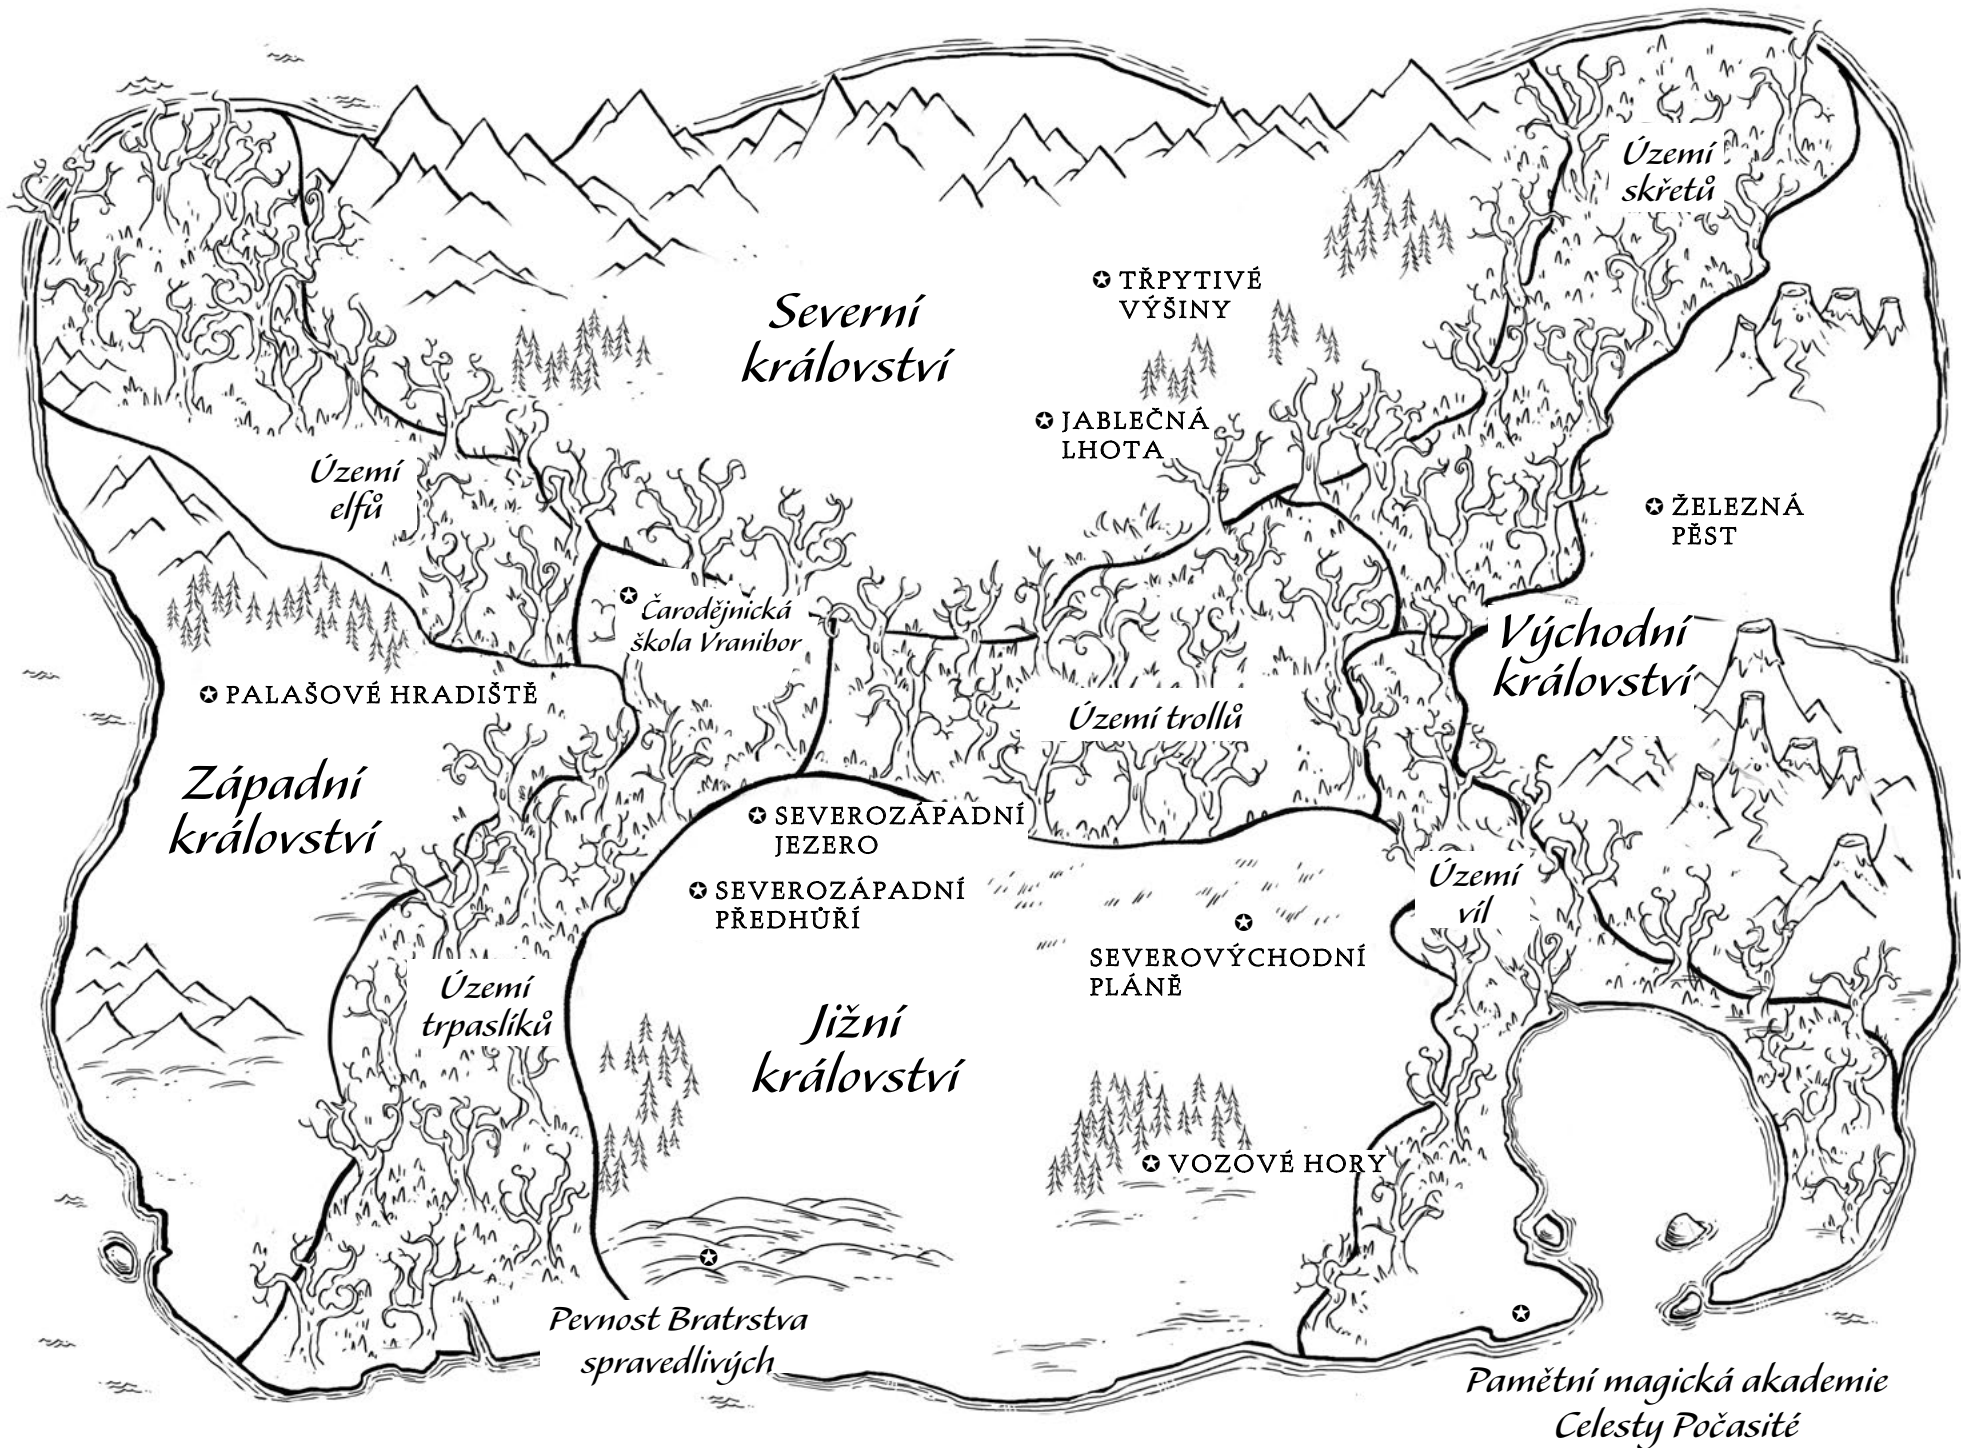 Území
skřetů
TŘPYTIVÉ
VÝŠINY
Severní
království
JABLEČNÁ
LHOTA
Území
elfů
ŽELEZNÁ
PĚST
Čarodějnická
škola Vranibor
Východní
království
PALAŠOVÉ HRADIŠTĚ
Území trollů
Západní
království
SEVEROZÁPADNÍ
JEZERO
SEVEROZÁPADNÍ
PŘEDHŮŘÍ
Území
víl
SEVEROVÝCHODNÍ
PLÁNĚ
Území
trpaslíků
Jižní
království
VOZOVÉ HORY
Pevnost Bratrstva
spravedlivých
Pamětní magická akademie
Celesty Počasité